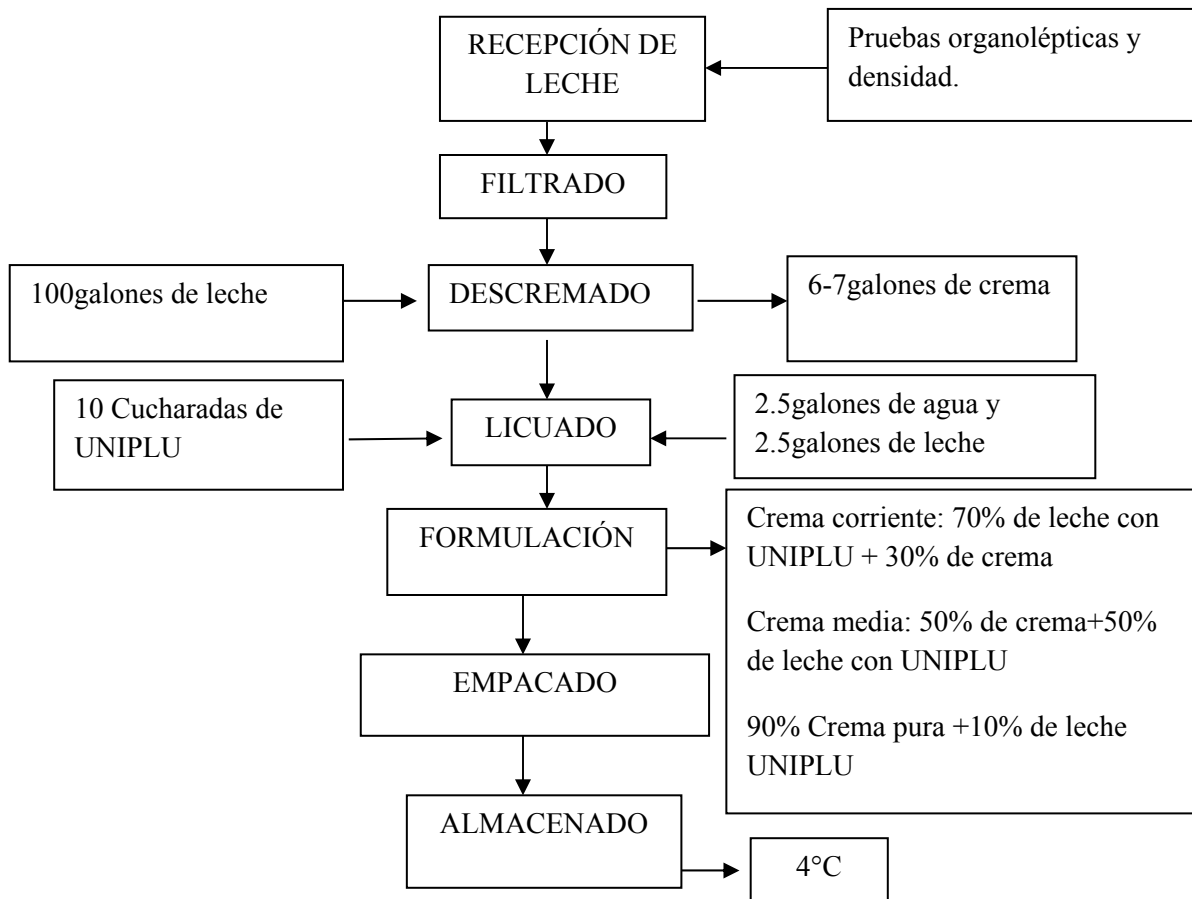 RECEPCIÓN DE
LECHE
Pruebas organolépticas y
densidad.
FILTRADO
100galones de leche
DESCREMADO
6-7galones de crema
10 Cucharadas de
UNIPLU
LICUADO
2.5galones de agua y
2.5galones de leche
FORMULACIÓN
Crema corriente: 70% de leche con
UNIPLU + 30% de crema
Crema media: 50% de crema+50%
de leche con UNIPLU
90% Crema pura +10% de leche
UNIPLU
EMPACADO
ALMACENADO
4°C